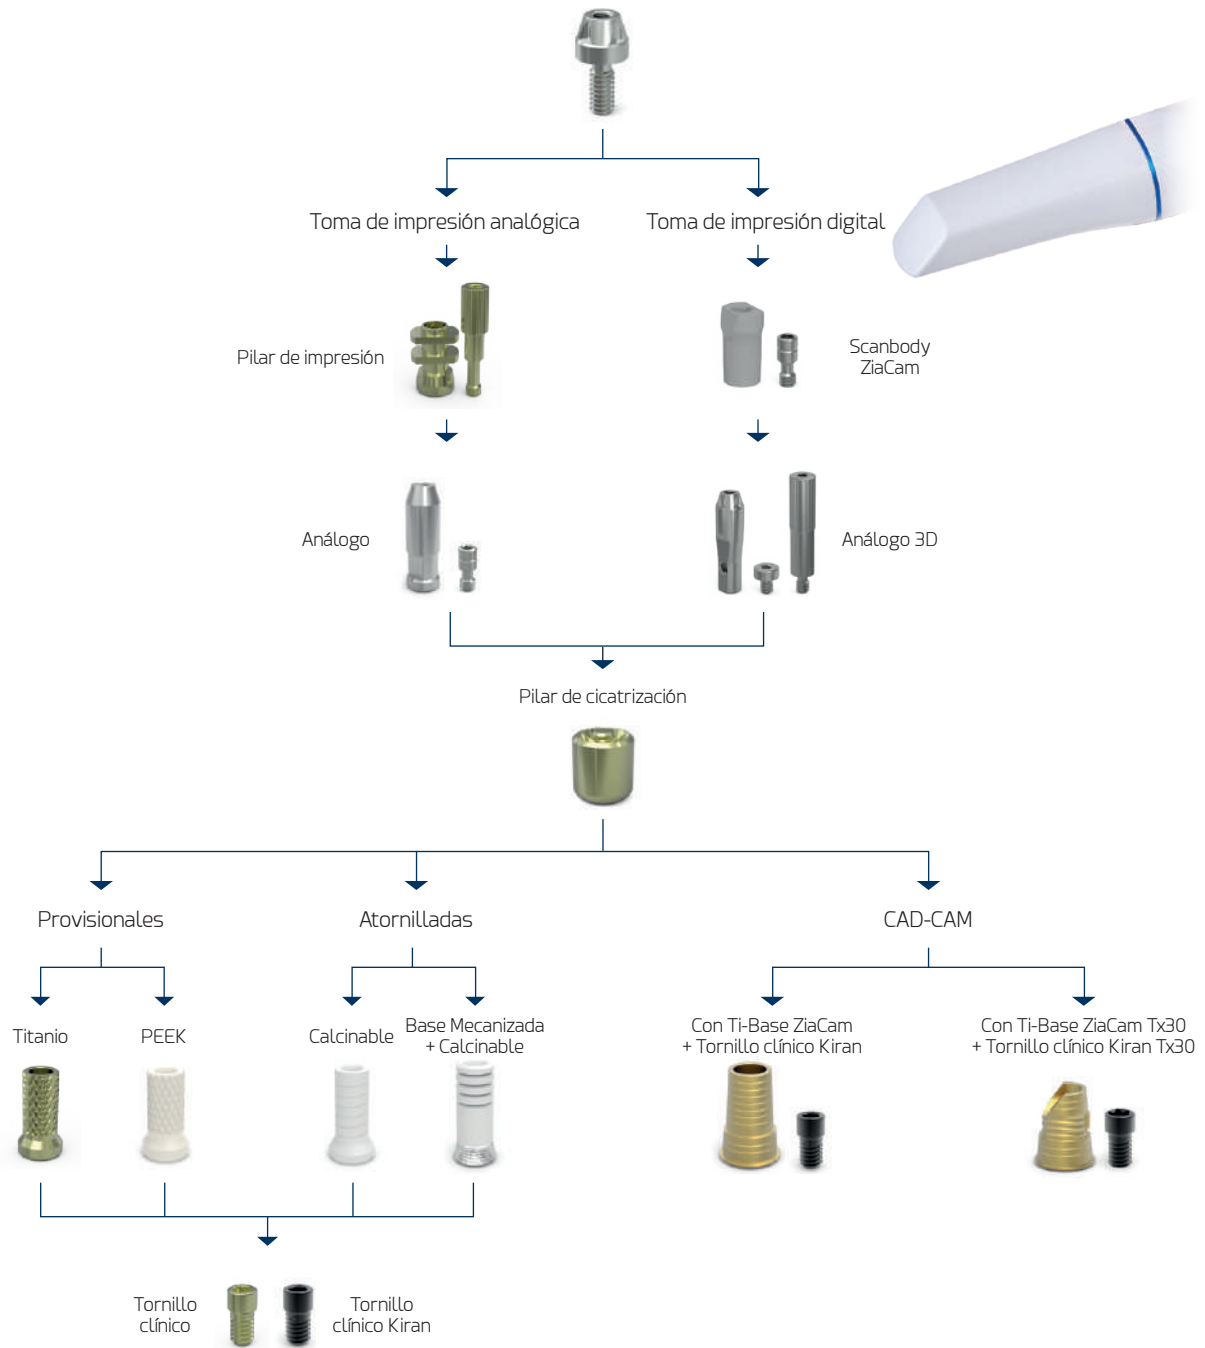 Toma de impresión analógica
Toma de impresión digital
Pilar de impresión
Scanbody
ZiaCam
Análogo
Análogo 3D
Pilar de cicatrización
Provisionales
Atornilladas
CAD-CAM
Titanio
PEEK
Calcinable
Base Mecanizada
+ Calcinable
Con Ti-Base ZiaCam
+ Tornillo clínico Kiran
Con Ti-Base ZiaCam Tx30
+ Tornillo clínico Kiran Tx30
Tornillo
clínico
Tornillo
clínico Kiran